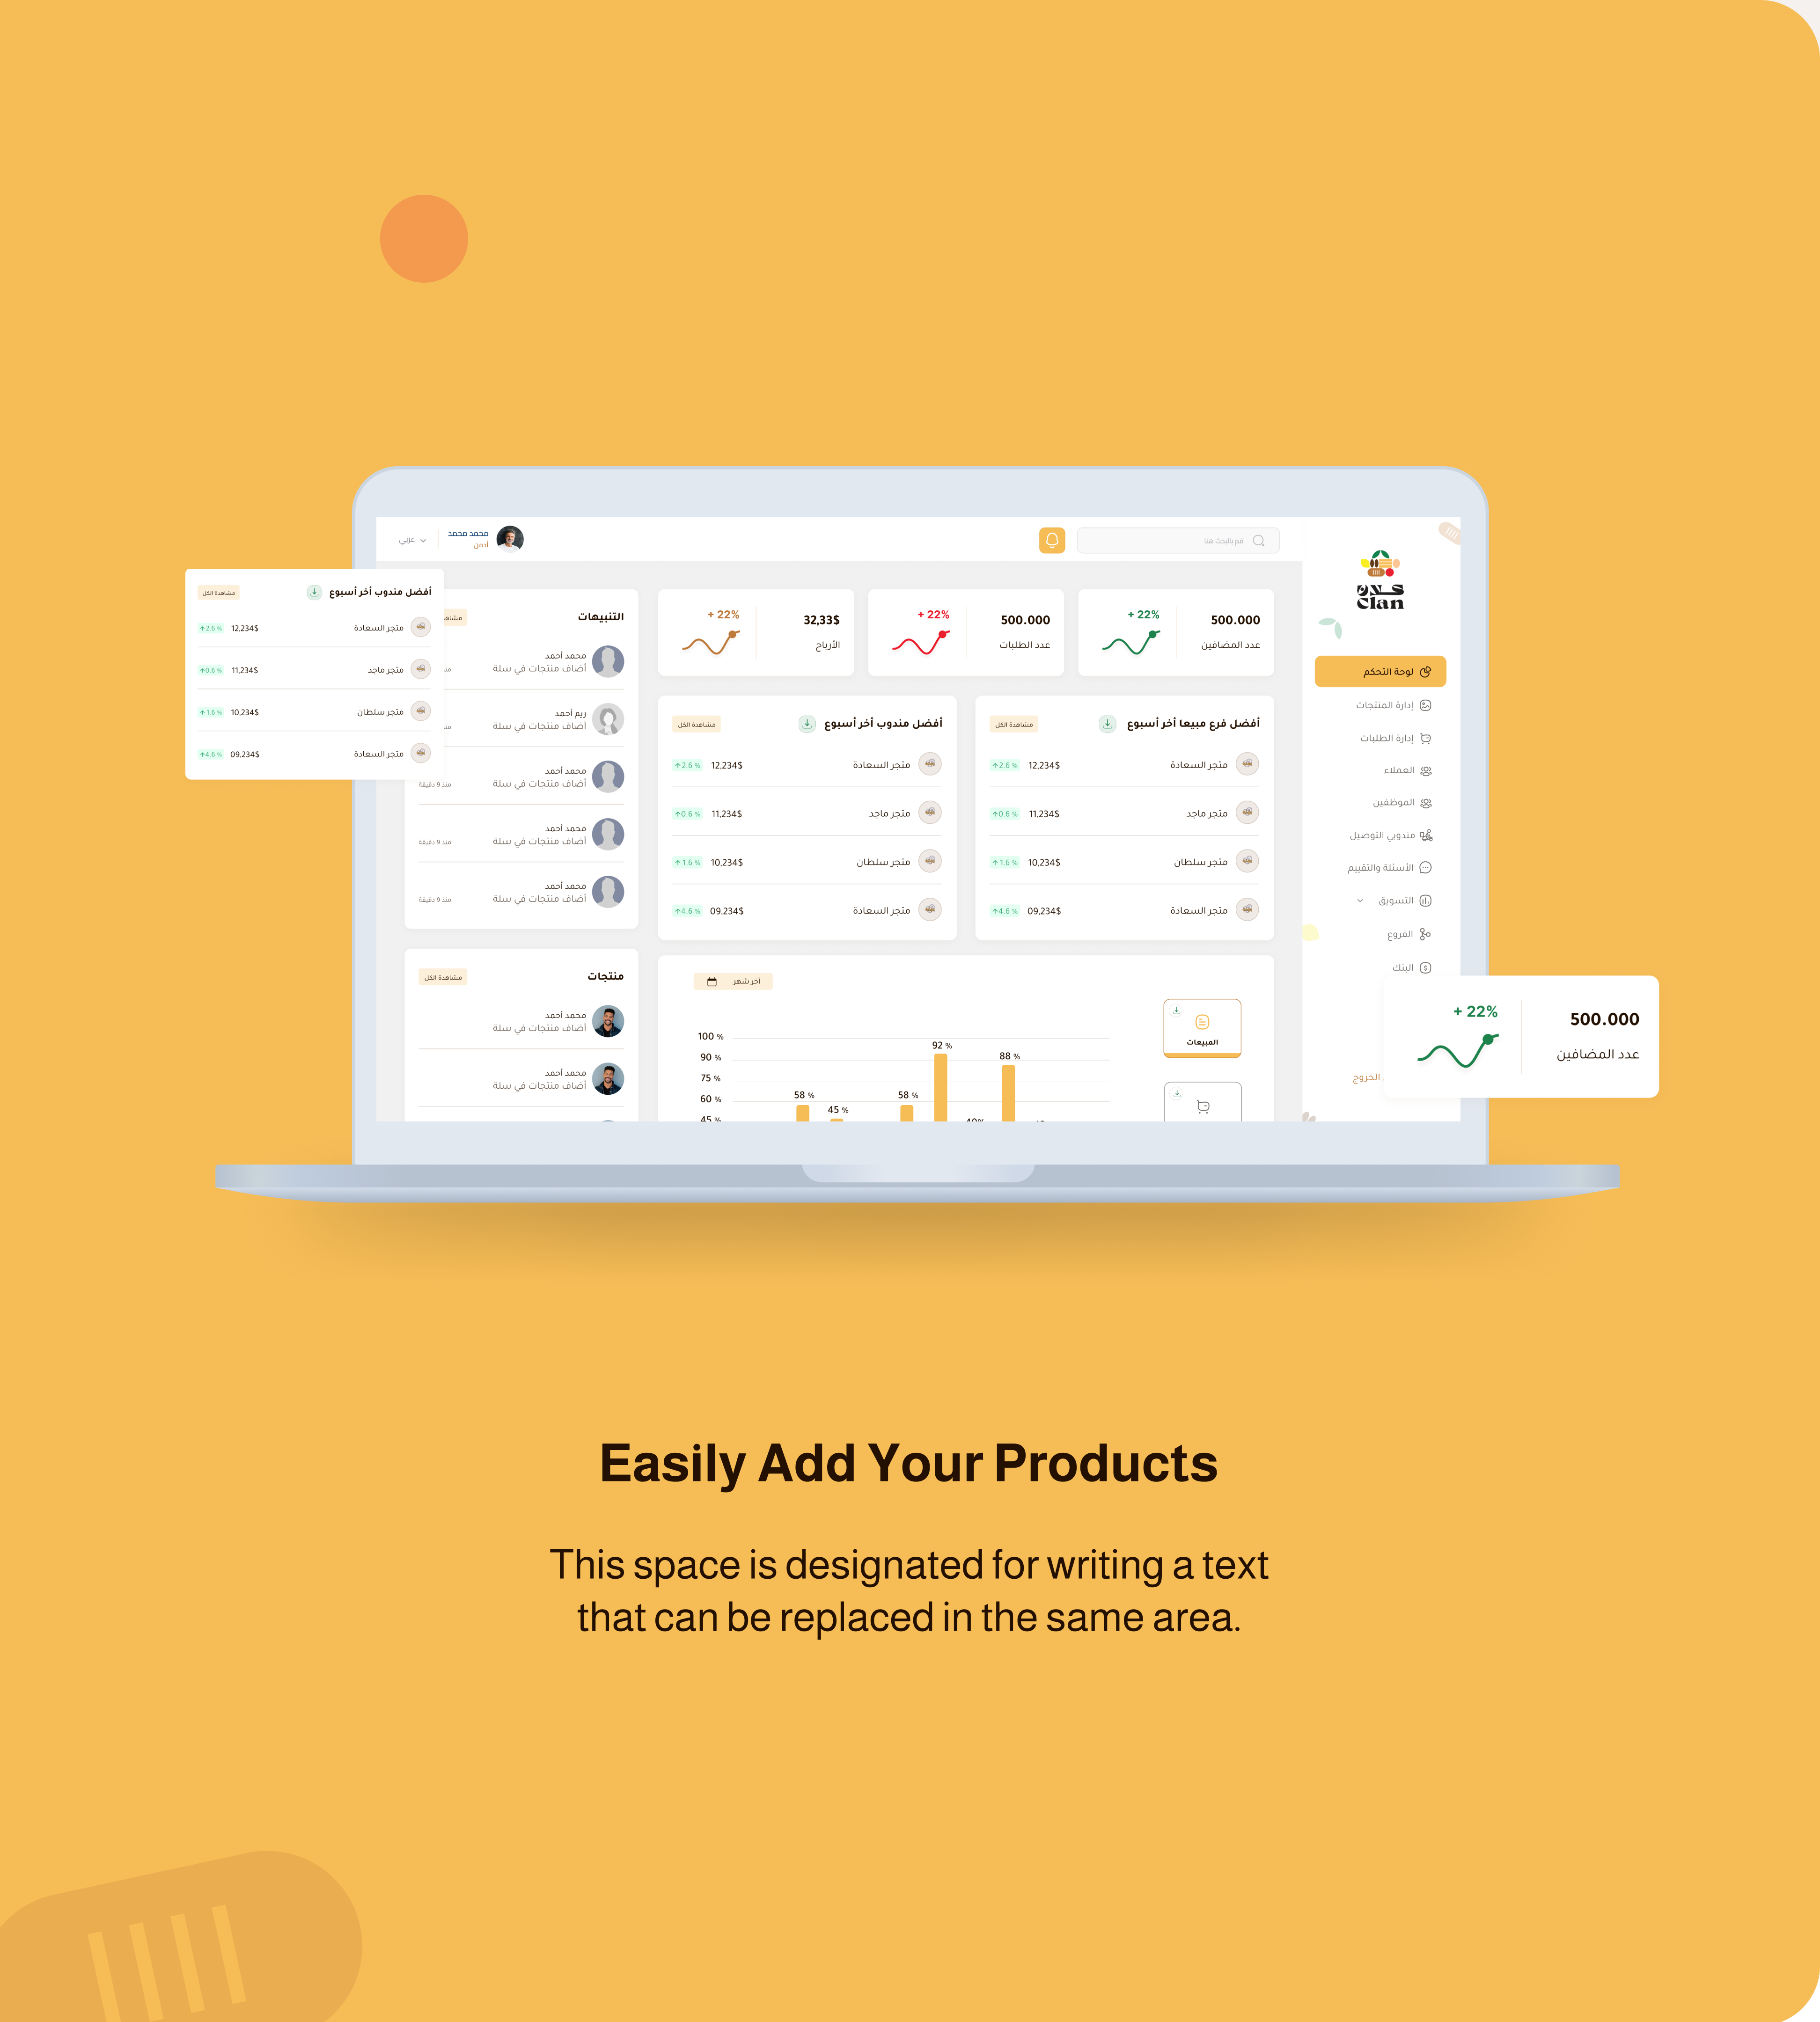 كلان
Clan
لوحة التحكم
إدارة المنتجات
إدارة الطلبات
العملاء
الموظفين
مندوبي التوصيل
الأسئلة والتقييم
التسويق
الفروع
البنك
الخروج
قم بالبحث هنا
محمد محمد
أدمن
عربي
500.000
عدد المضافين
+ 22%
500.000
عدد الطلبات
+ 22%
32,33$
الأرباح
+ 22%
أفضل فرع مبيعا أخر أسبوع
مشاهدة الكل
متجر السعادة 12,234$ 2.6 %
متجر ماجد 11,234$ 0.6 %
متجر سلطان 10,234$ 1.6 %
متجر السعادة 09,234$ 4.6 %
أفضل مندوب أخر أسبوع
مشاهدة الكل
متجر السعادة 12,234$ 2.6 %
متجر ماجد 11,234$ 0.6 %
متجر سلطان 10,234$ 1.6 %
متجر السعادة 09,234$ 4.6 %
التنبيهات
محمد أحمد
أضاف منتجات في سلة
ريم أحمد
أضاف منتجات في سلة
محمد أحمد
أضاف منتجات في سلة
منذ 9 دقيقة
محمد أحمد
أضاف منتجات في سلة
منذ 9 دقيقة
محمد أحمد
أضاف منتجات في سلة
منذ 9 دقيقة
أفضل مندوب أخر أسبوع
مشاهدة الكل
متجر السعادة 12,234$ 2.6 %
متجر ماجد 11,234$ 0.6 %
متجر سلطان 10,234$ 1.6 %
متجر السعادة 09,234$ 4.6 %
المبيعات
أخر شهر
100 %
90 %
75 %
60 %
45 %
58 %
45 %
58 %
92 %
88 %
منتجات
مشاهدة الكل
محمد أحمد
أضاف منتجات في سلة
محمد أحمد
أضاف منتجات في سلة
500.000
عدد المضافين
+ 22%
Easily Add Your Products
This space is designated for writing a text
that can be replaced in the same area.